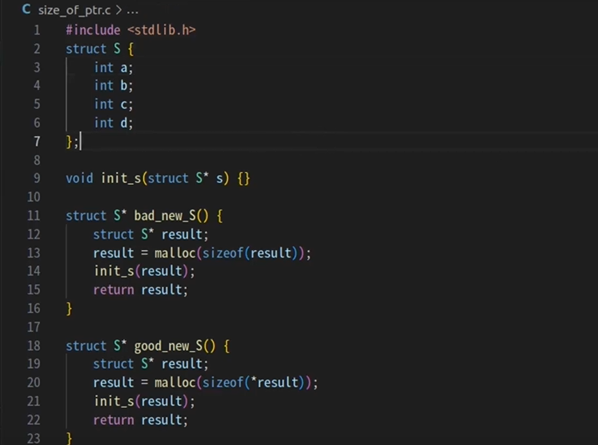 C size_of_ptr.c > ...
1 #include <stdlib.h>
2 struct S {
3     int a;
4     int b;
5     int c;
6     int d;
7 };
8
9 void init_s(struct S* s) {}
10
11 struct S* bad_new_S() {
12     struct S* result;
13     result = malloc(sizeof(result));
14     init_s(result);
15     return result;
16 }
17
18 struct S* good_new_S() {
19     struct S* result;
20     result = malloc(sizeof(*result));
21     init_s(result);
22     return result;
23 }